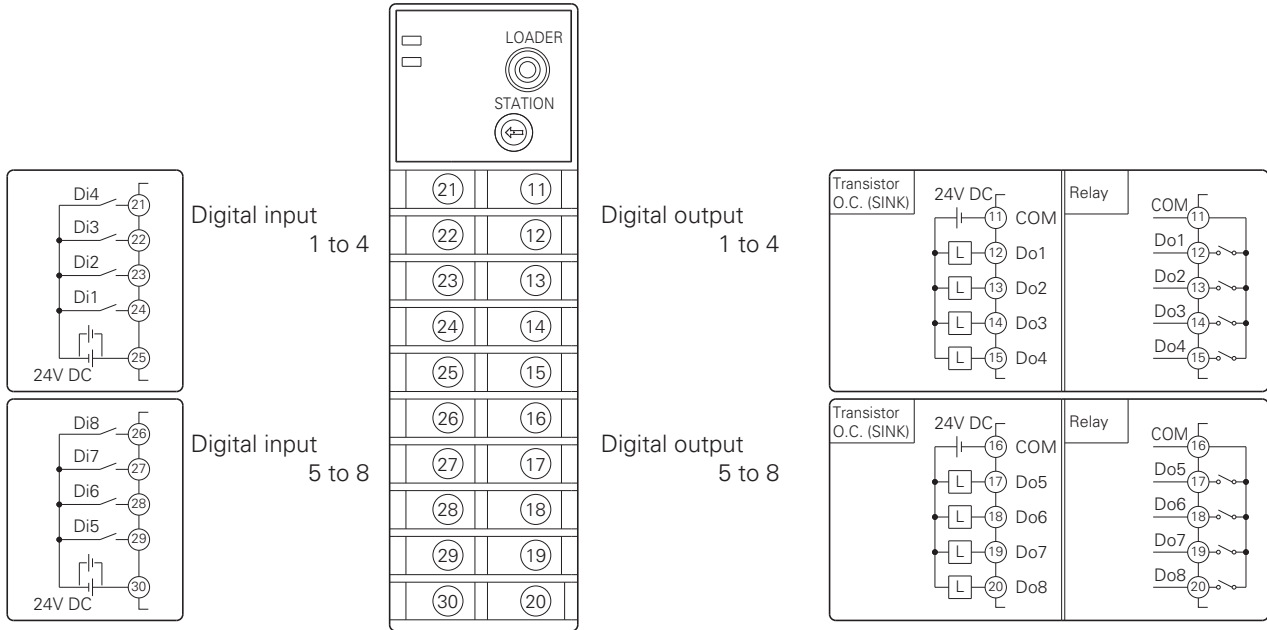 LOADER
STATION
21 11
22 12
23 13
24 14
25 15
26 16
27 17
28 18
29 19
30 20
Di4 21
Di3 22
Di2 23
Di1 24
25
24V DC
Digital input
1 to 4
Di8 26
Di7 27
Di6 28
Di5 29
30
24V DC
Digital input
5 to 8
Digital output
1 to 4
Transistor
O.C. (SINK)
24V DC
11 COM
L 12 Do1
L 13 Do2
L 14 Do3
L 15 Do4
Relay
COM 11
Do1 12
Do2 13
Do3 14
Do4 15
Digital output
5 to 8
Transistor
O.C. (SINK)
24V DC
16 COM
L 17 Do5
L 18 Do6
L 19 Do7
L 20 Do8
Relay
COM 16
Do5 17
Do6 18
Do7 19
Do8 20